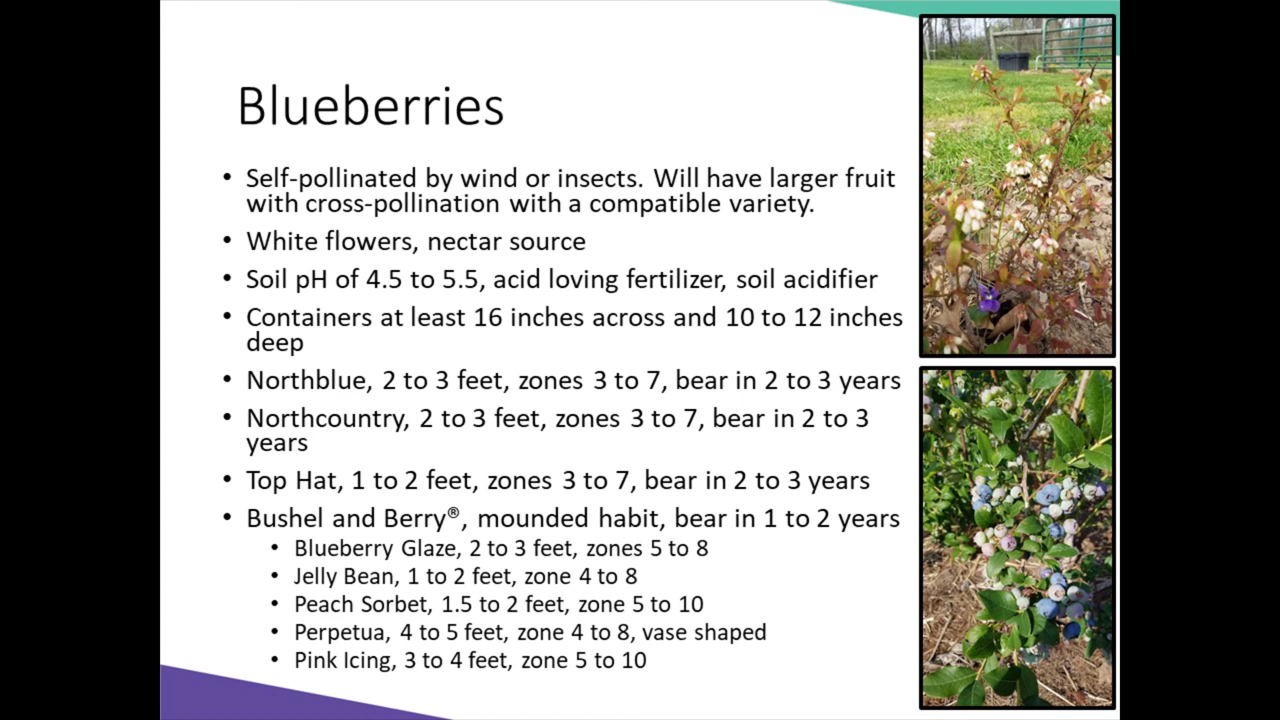 Blueberries
• Self-pollinated by wind or insects. Will have larger fruit
with cross-pollination with a compatible variety.
• White flowers, nectar source
• Soil pH of 4.5 to 5.5, acid loving fertilizer, soil acidifier
• Containers at least 16 inches across and 10 to 12 inches
deep
• Northblue, 2 to 3 feet, zones 3 to 7, bear in 2 to 3 years
• Northcountry, 2 to 3 feet, zones 3 to 7, bear in 2 to 3
years
• Top Hat, 1 to 2 feet, zones 3 to 7, bear in 2 to 3 years
• Bushel and Berry®, mounded habit, bear in 1 to 2 years
• Blueberry Glaze, 2 to 3 feet, zones 5 to 8
• Jelly Bean, 1 to 2 feet, zone 4 to 8
• Peach Sorbet, 1.5 to 2 feet, zone 5 to 10
• Perpetua, 4 to 5 feet, zone 4 to 8, vase shaped
• Pink Icing, 3 to 4 feet, zone 5 to 10